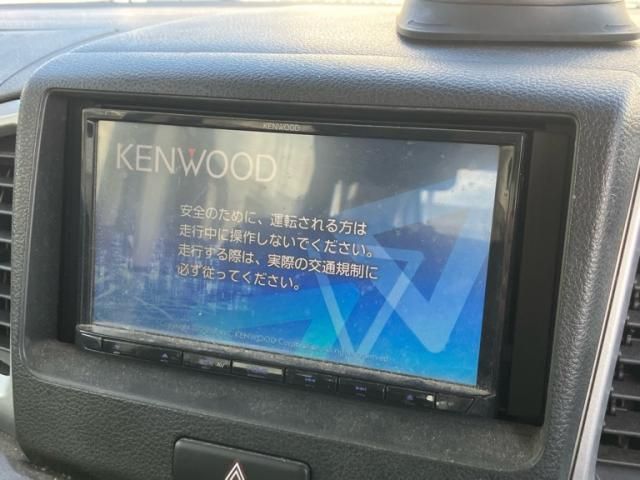 KENWOOD
KENWOOD
安全のために、運転される方は
走行中に操作しないでください。
走行する際は、実際の交通規制に
必ず従ってください。
KENWOOD